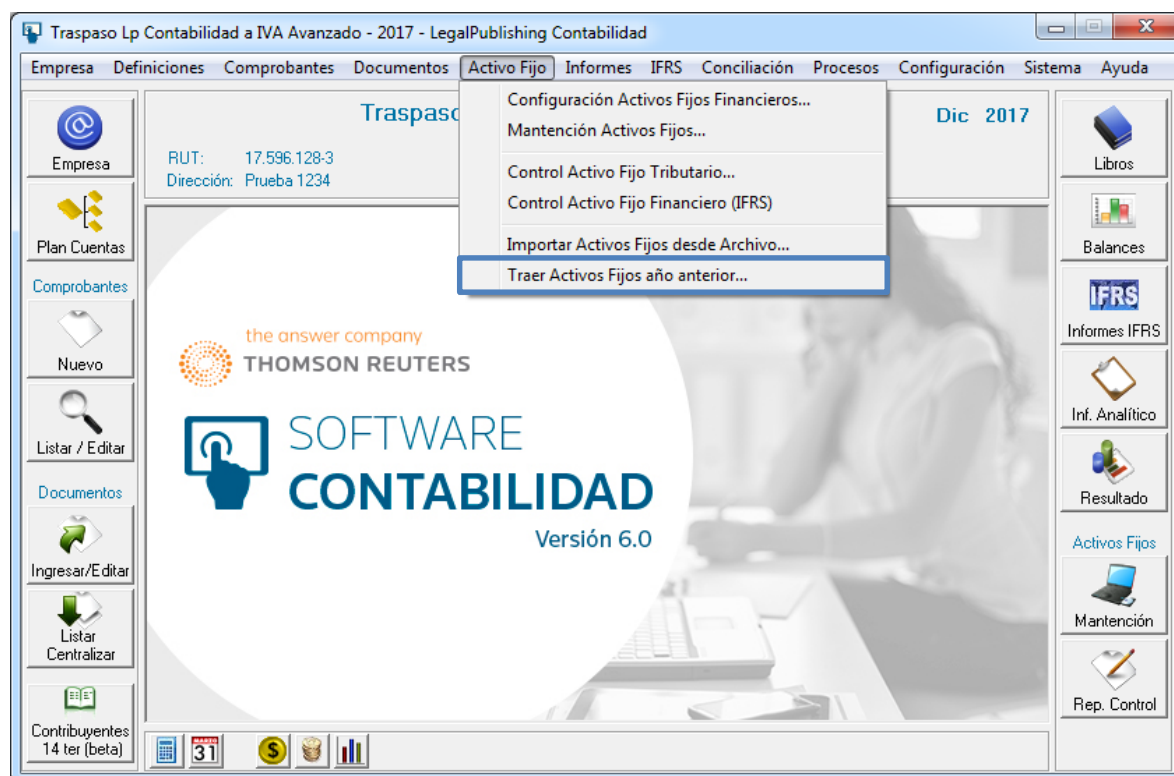 Traspaso Lp Contabilidad a IVA Avanzado - 2017 - LegalPublishing Contabilidad
Empresa Definiciones Comprobantes Documentos Activo Fijo Informes IFRS Conciliación Procesos Configuración Sistema Ayuda
Configuración Activos Fijos Financieros...
Mantención Activos Fijos...
Control Activo Fijo Tributario...
Control Activo Fijo Financiero (IFRS)
Importar Activos Fijos desde Archivo...
Traer Activos Fijos año anterior...
Traspaso
Dic 2017
RUT: 17.596.128-3
Dirección: Prueba 1234
Empresa
Plan Cuentas
Comprobantes
Nuevo
Listar / Editar
Documentos
Ingresar/Editar
Listar
Centralizar
Contribuyentes
14 ter (beta)
the answer company
THOMSON REUTERS
SOFTWARE
CONTABILIDAD
Versión 6.0
MARZO
31
$
Libros
Balances
IFRS
Informes IFRS
Inf. Analítico
Resultado
Activos Fijos
Mantención
Rep. Control